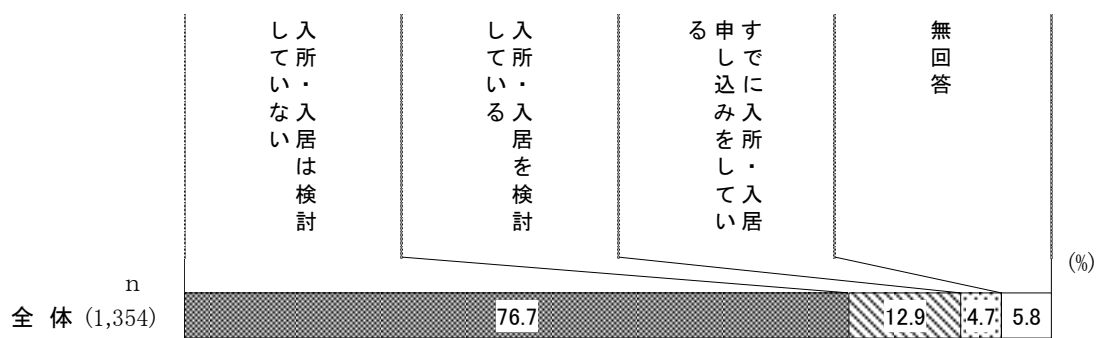 入所・入居は検討
していない
入所・入居を検討
している
すでに入所・入居
申し込みをしてい
る
無回答
(%)
n
全 体 (1,354)
76.7
12.9
4.7
5.8